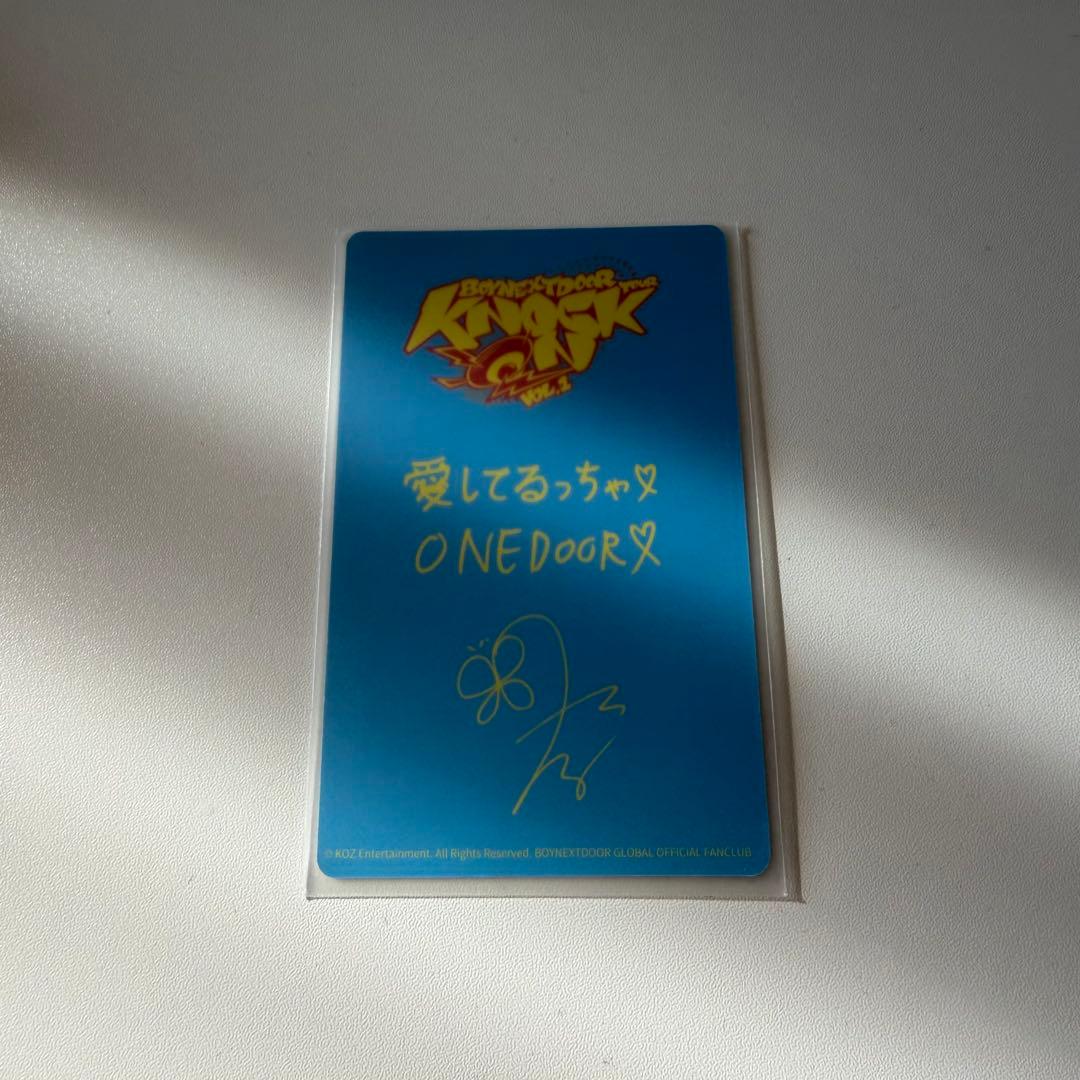 BOYNEXTDOOR TOUR
KNOCK
ON
VOL.1
愛してるっちゃ♡
ONEDOOR♡
© KOZ Entertainment. All Rights Reserved. BOYNEXTDOOR GLOBAL OFFICIAL FANCLUB